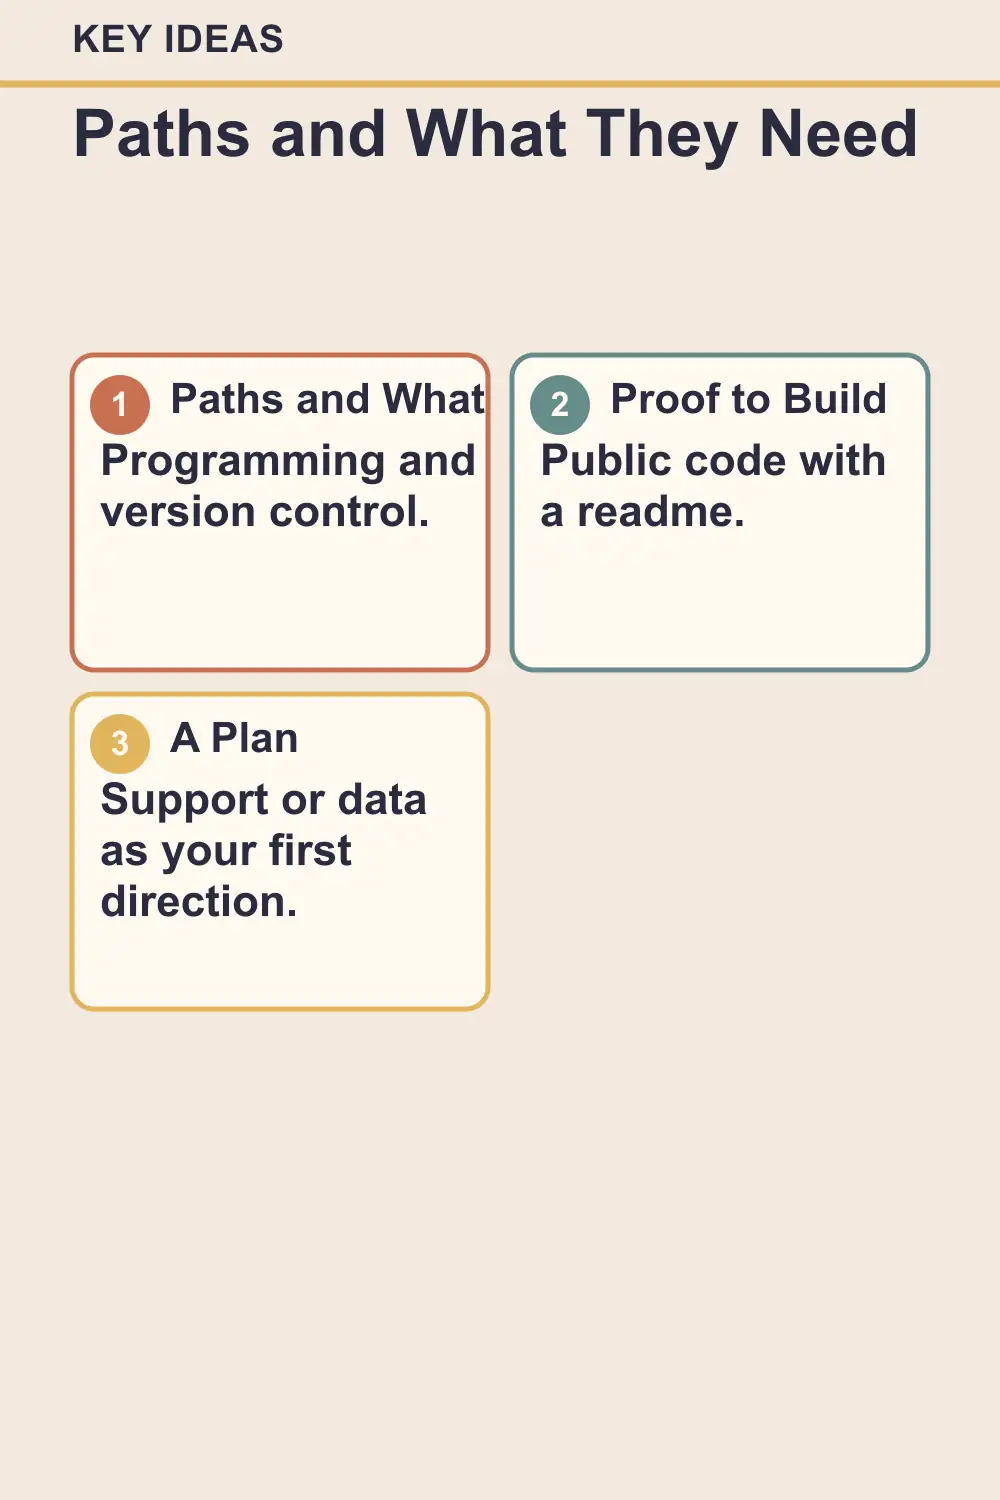 KEY IDEAS
Paths and What They Need
1 Paths and What
Programming and
version control.
2 Proof to Build
Public code with
a readme.
3 A Plan
Support or data
as your first
direction.